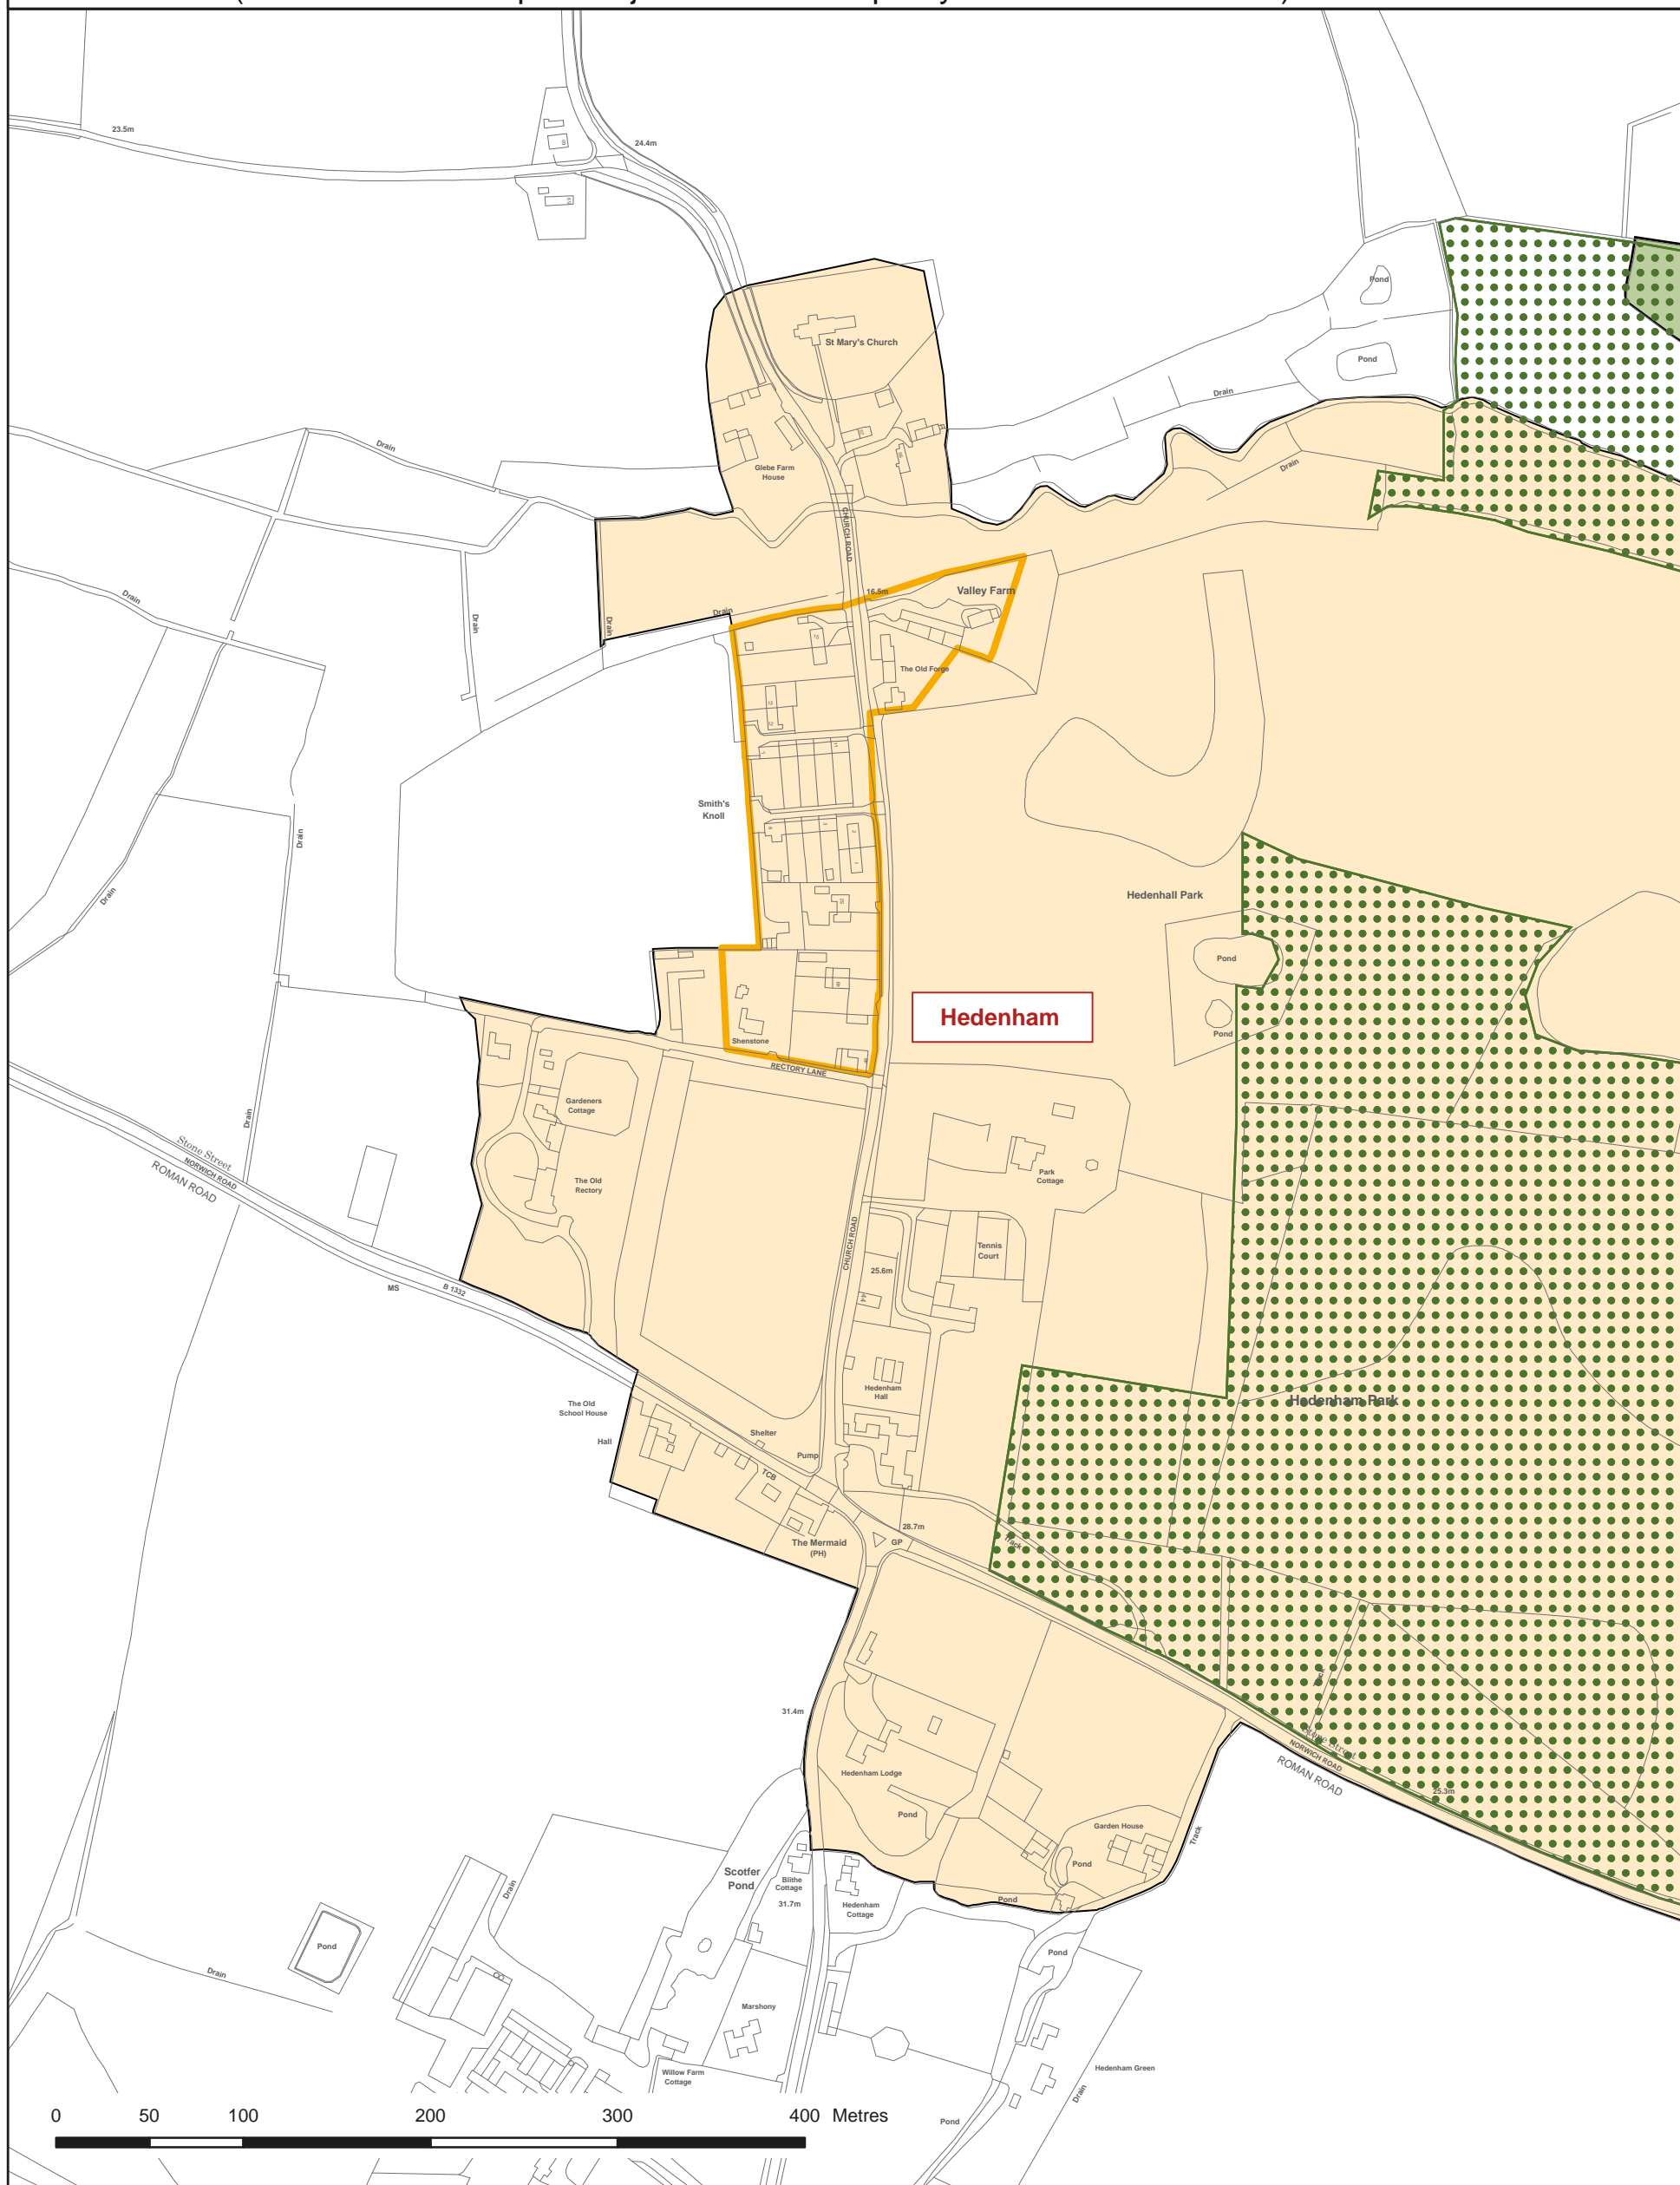 23.5m
24.4m
Pond
St Mary's Church
Pond
Drain
Drain
Glebe Farm
House
Drain
CHURCH ROAD
Drain
16.5m
Valley Farm
Drain
Drain
Drain
The Old Forge
Smith's
Knoll
Drain
Drain
Hedenhall Park
Pond
Hedenham
Pond
Shenstone
RECTORY LANE
Gardeners
Cottage
Drain
Stone Street
NORWICH ROAD
ROMAN ROAD
The Old
Rectory
Park
Cottage
CHURCH ROAD
Tennis
Court
25.6m
44
MS
B 1332
Hedenham
Hall
Hedenham Park
The Old
School House
Hall
Shelter
Pump
TCB
The Mermaid
(PH)
28.7m
GP
Track
Track
31.4m
Stone Street
NORWICH ROAD
ROMAN ROAD
25.3m
Hedenham Lodge
Pond
Garden House
Track
Pond
Scotfer
Pond
Blithe
Cottage
31.7m
Hedenham
Cottage
Pond
Drain
Pond
Pond
Drain
Marshony
Willow Farm
Cottage
Hedenham Green
Drain
Pond
0 50 100 200 300 400 Metres